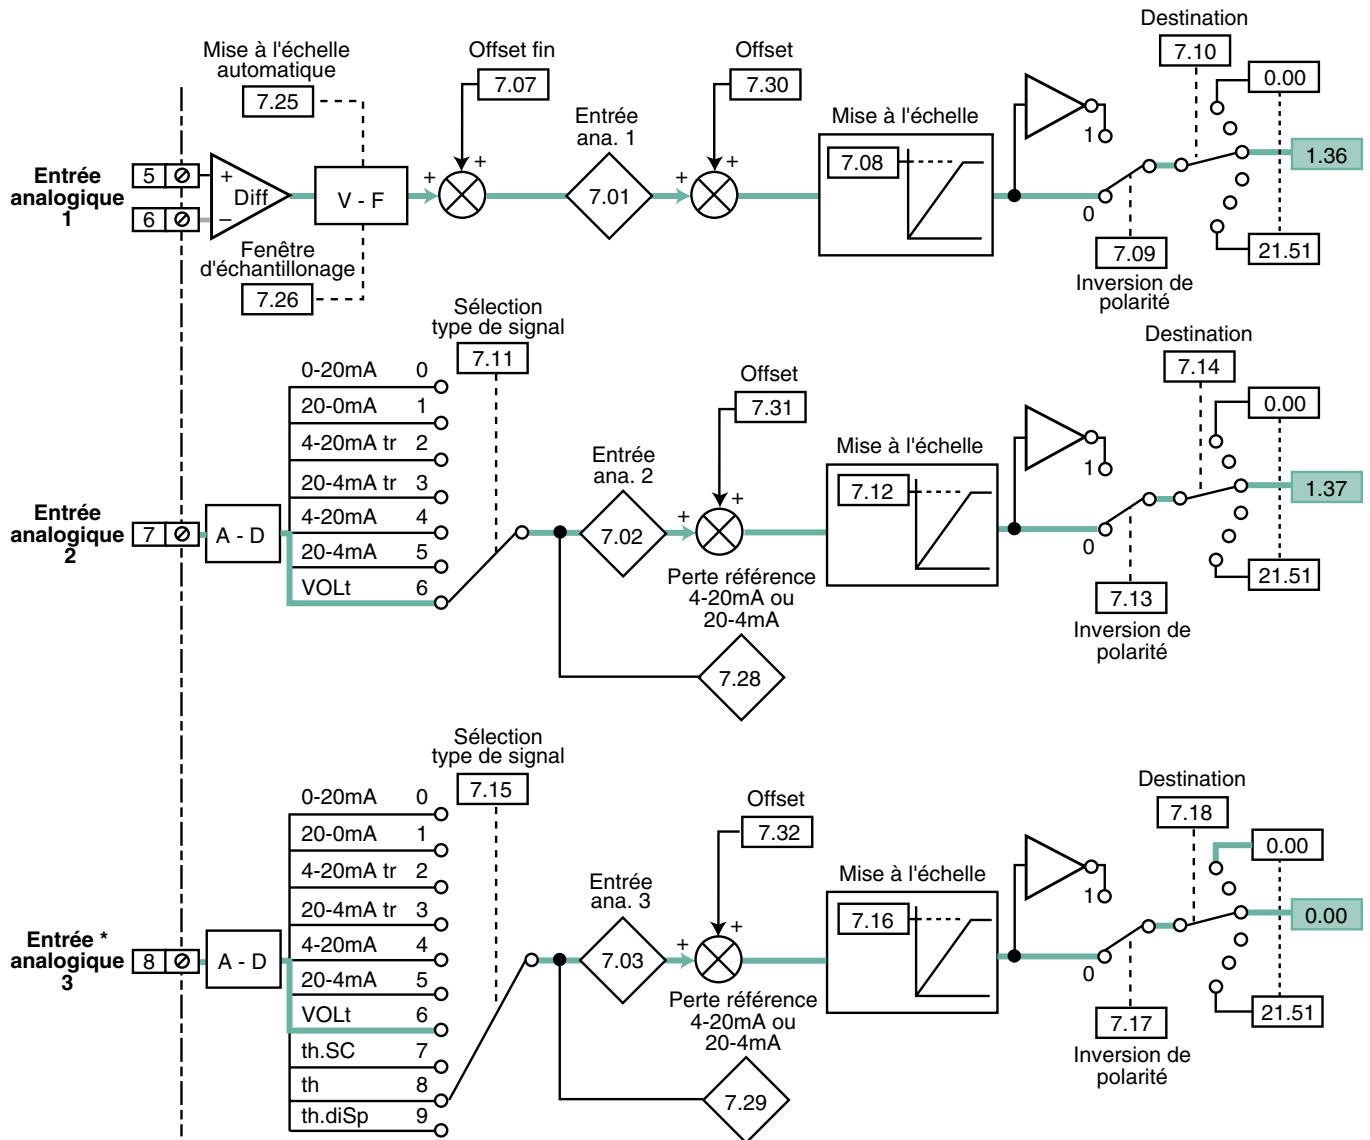 Mise à l'échelle
automatique
7.25
Offset fin
7.07
Offset
7.30
Destination
7.10
0.00
Entrée
ana. 1
Mise à l'échelle
1
Entrée
analogique
1
5
6
+
Diff
−
V - F
+
+
7.01
+
+
7.08
0
1.36
7.09
21.51
Inversion de
polarité
Fenêtre
d'échantillonage
7.26
Sélection
type de signal
7.11
Offset
7.31
Destination
7.14
0.00
0-20mA 0
20-0mA 1
4-20mA tr 2
20-4mA tr 3
4-20mA 4
20-4mA 5
VOLt 6
Entrée
ana. 2
Mise à l'échelle
1
Entrée
analogique
2
7
A - D
7.02
+
+
7.12
0
1.37
7.13
21.51
Inversion de
polarité
Perte référence
4-20mA ou
20-4mA
7.28
Sélection
type de signal
7.15
Offset
7.32
Destination
7.18
0.00
0-20mA 0
20-0mA 1
4-20mA tr 2
20-4mA tr 3
4-20mA 4
20-4mA 5
VOLt 6
th.SC 7
th 8
th.diSp 9
Entrée
ana. 3
Mise à l'échelle
1
Entrée *
analogique
3
8
A - D
7.03
+
+
7.16
0
0.00
7.17
21.51
Inversion de
polarité
Perte référence
4-20mA ou
20-4mA
7.29